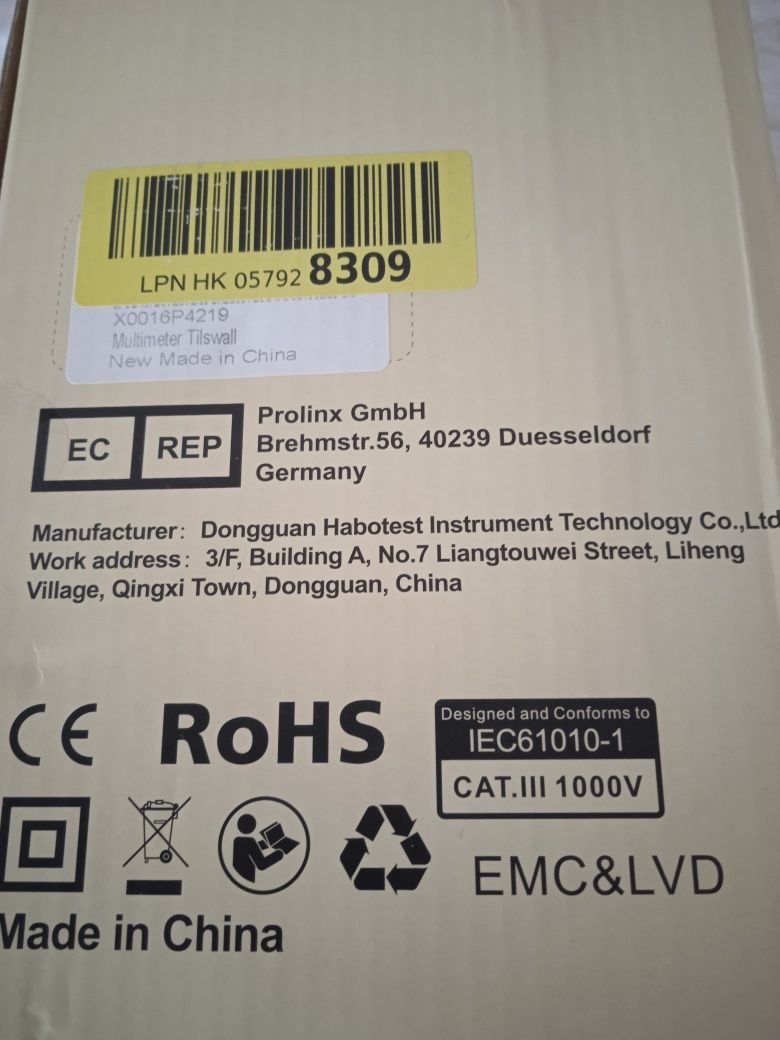 LPN HK 05792 8309
X0016P4219
Multimeter Tilswall
New Made in China
EC REP
Prolinx GmbH
Brehmstr.56, 40239 Duesseldorf
Germany
Manufacturer: Dongguan Habotest Instrument Technology Co.,Ltd
Work address: 3/F, Building A, No.7 Liangtouwei Street, Liheng
Village, Qingxi Town, Dongguan, China
CE RoHS
Designed and Conforms to
IEC61010-1
CAT.III 1000V
EMC&LVD
Made in China